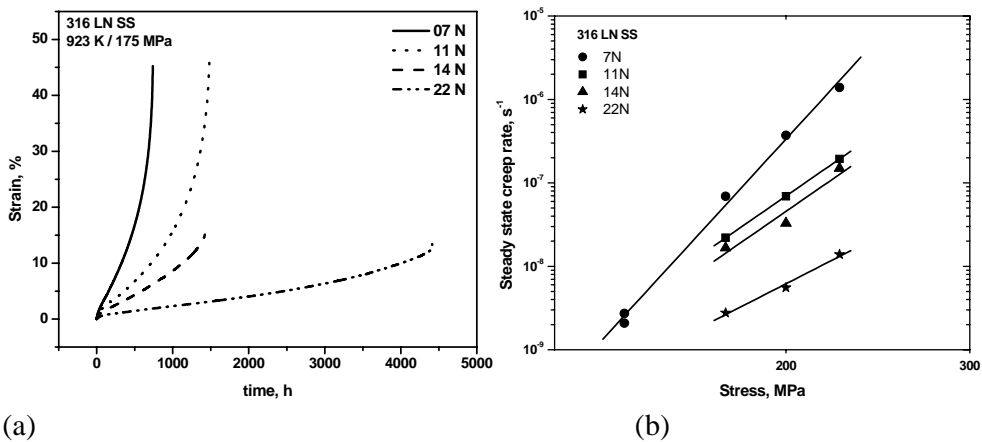 316 LN SS
923 K / 175 MPa
07 N
11 N
14 N
22 N
50
40
30
20
10
0
0
1000
2000
3000
4000
5000
Strain, %
time, h
(a)
316 LN SS
7N
11N
14N
22N
10⁻⁵
10⁻⁶
10⁻⁷
10⁻⁸
10⁻⁹
200
300
Steady state creep rate, s⁻¹
Stress, MPa
(b)